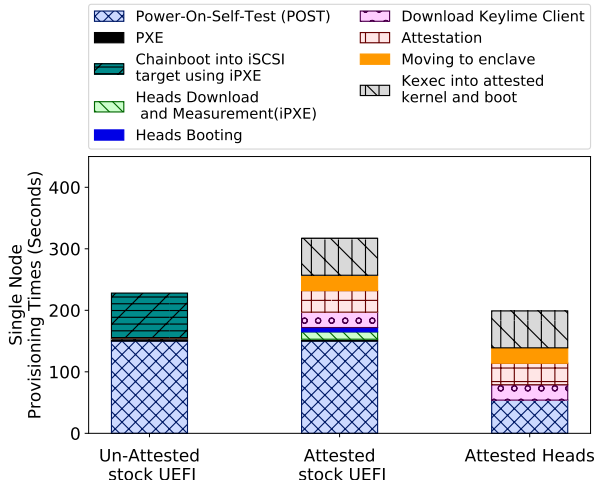 Power-On-Self-Test (POST)
PXE
Chainboot into iSCSI
target using iPXE
Heads Download
and Measurement(iPXE)
Heads Booting
Download Keylime Client
Attestation
Moving to enclave
Kexec into attested
kernel and boot
Single Node
Provisioning Times (Seconds)
400
300
200
100
0
Un-Attested
stock UEFI
Attested
stock UEFI
Attested Heads